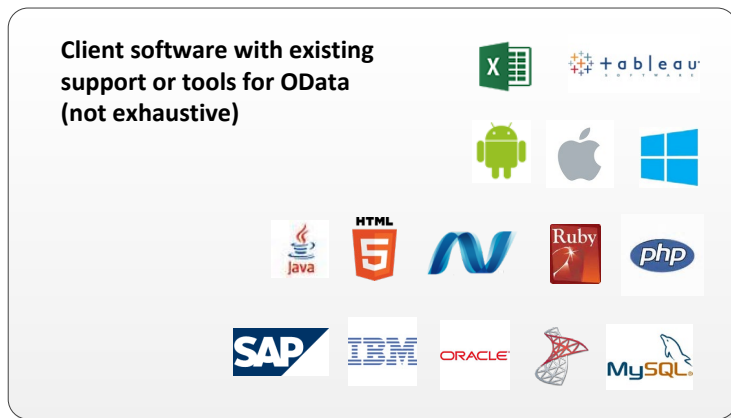 Client software with existing
support or tools for OData
(not exhaustive)
X
+ a b l e a u
S O F T W A R E
Java
HTML
5
Ruby
php
SAP
IBM
ORACLE
MySQL